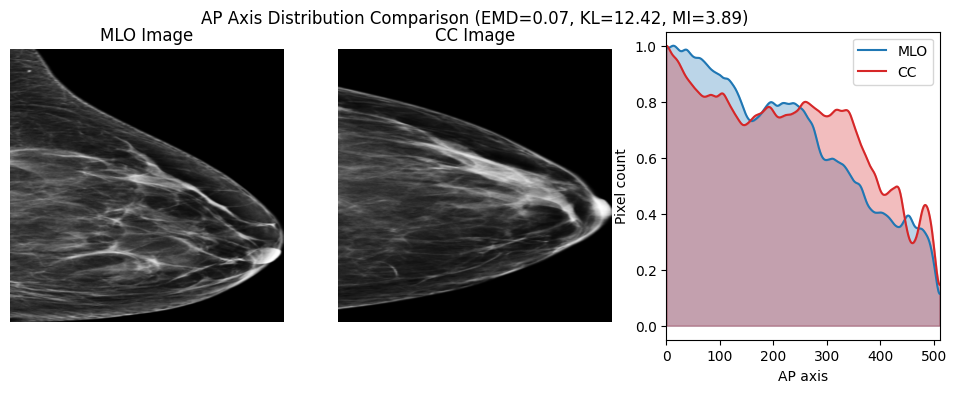 AP Axis Distribution Comparison (EMD=0.07, KL=12.42, MI=3.89)
MLO Image
CC Image
MLO
CC
1.0
0.8
0.6
0.4
0.2
0.0
Pixel count
0 100 200 300 400 500
AP axis